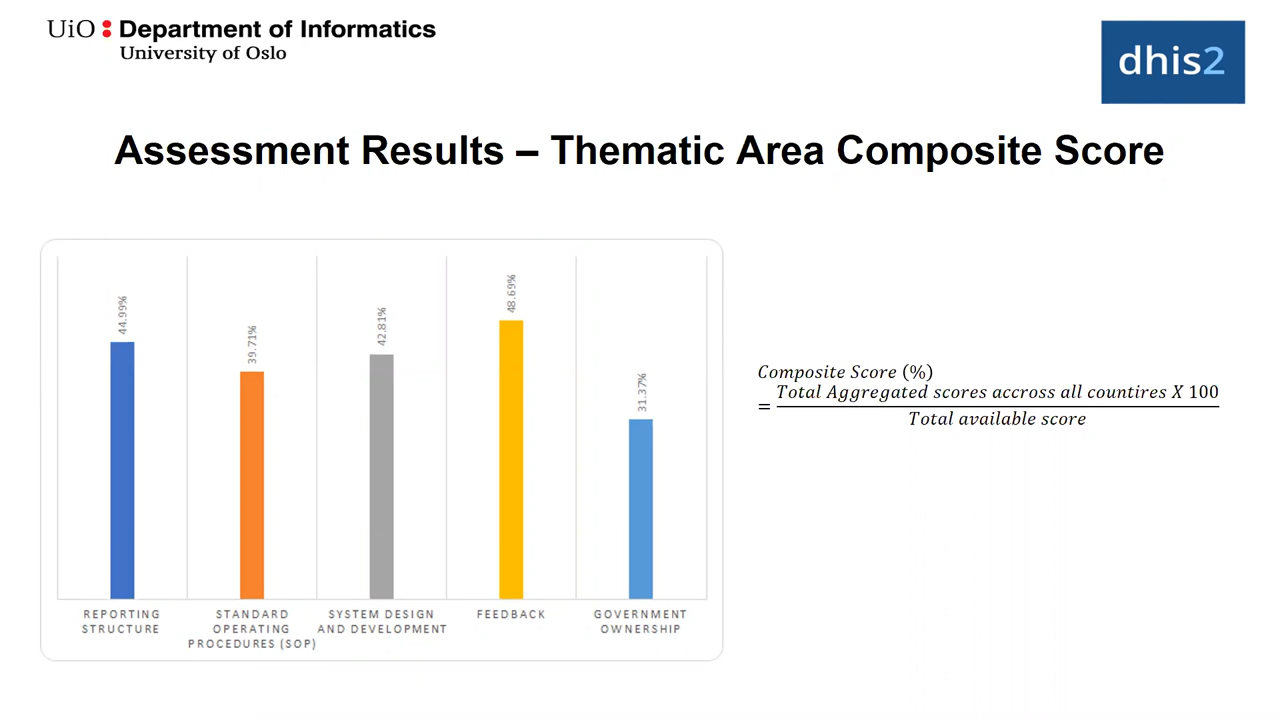 UiO : Department of Informatics
University of Oslo
dhis2
Assessment Results – Thematic Area Composite Score
44.99%
39.71%
42.81%
48.69%
31.37%
REPORTING
STRUCTURE
STANDARD
OPERATING
PROCEDURES (SOP)
SYSTEM DESIGN
AND DEVELOPMENT
FEEDBACK
GOVERNMENT
OWNERSHIP
Composite Score (%)
= Total Aggregated scores accross all countires X 100
Total available score